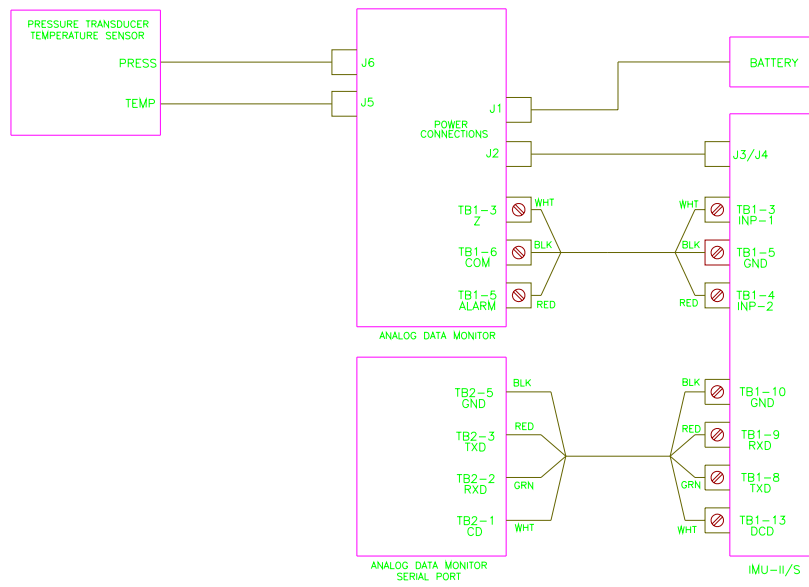 PRESSURE TRANSDUCER
TEMPERATURE SENSOR
PRESS
TEMP
J6
J5
J1
POWER
CONNECTIONS
J2
TB1-3
Z
TB1-6
COM
TB1-5
ALARM
WHT
BLK
RED
ANALOG DATA MONITOR
BATTERY
J3/J4
WHT
BLK
RED
TB1-3
INP-1
TB1-5
GND
TB1-4
INP-2
TB2-5
GND
TB2-3
TXD
TB2-2
RXD
TB2-1
CD
BLK
RED
GRN
WHT
ANALOG DATA MONITOR
SERIAL PORT
BLK
RED
GRN
WHT
TB1-10
GND
TB1-9
RXD
TB1-8
TXD
TB1-13
DCD
IMU-II/S